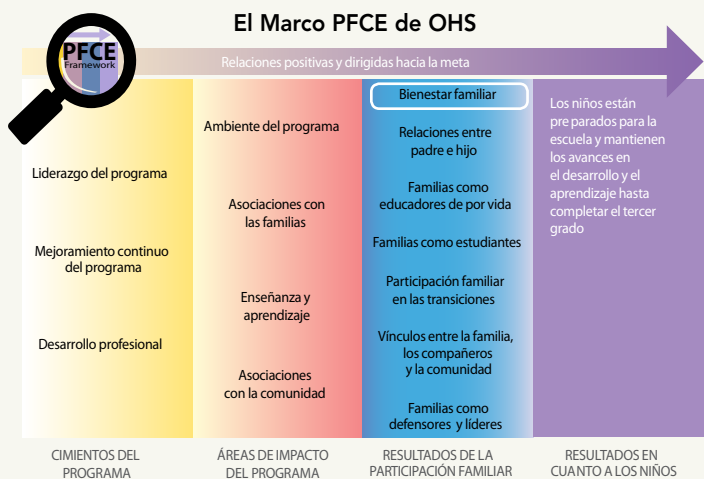 El Marco PFCE de OHS
PFCE
Framework
Relaciones positivas y dirigidas hacia la meta
Liderazgo del programa
Mejoramiento continuo
del programa
Desarrollo profesional
CIMIENTOS DEL
PROGRAMA
Ambiente del programa
Asociaciones con
las familias
Enseñanza y
aprendizaje
Asociaciones
con la comunidad
ÁREAS DE IMPACTO
DEL PROGRAMA
Bienestar familiar
Relaciones entre
padre e hijo
Familias como
educadores de por vida
Familias como estudiantes
Participación familiar
en las transiciones
Vínculos entre la familia,
los compañeros
y la comunidad
Familias como
defensores y líderes
RESULTADOS DE LA
PARTICIPACIÓN FAMILIAR
Los niños están
pre parados para la
escuela y mantienen
los avances en
el desarrollo y el
aprendizaje hasta
completar el tercer
grado
RESULTADOS EN
CUANTO A LOS NIÑOS